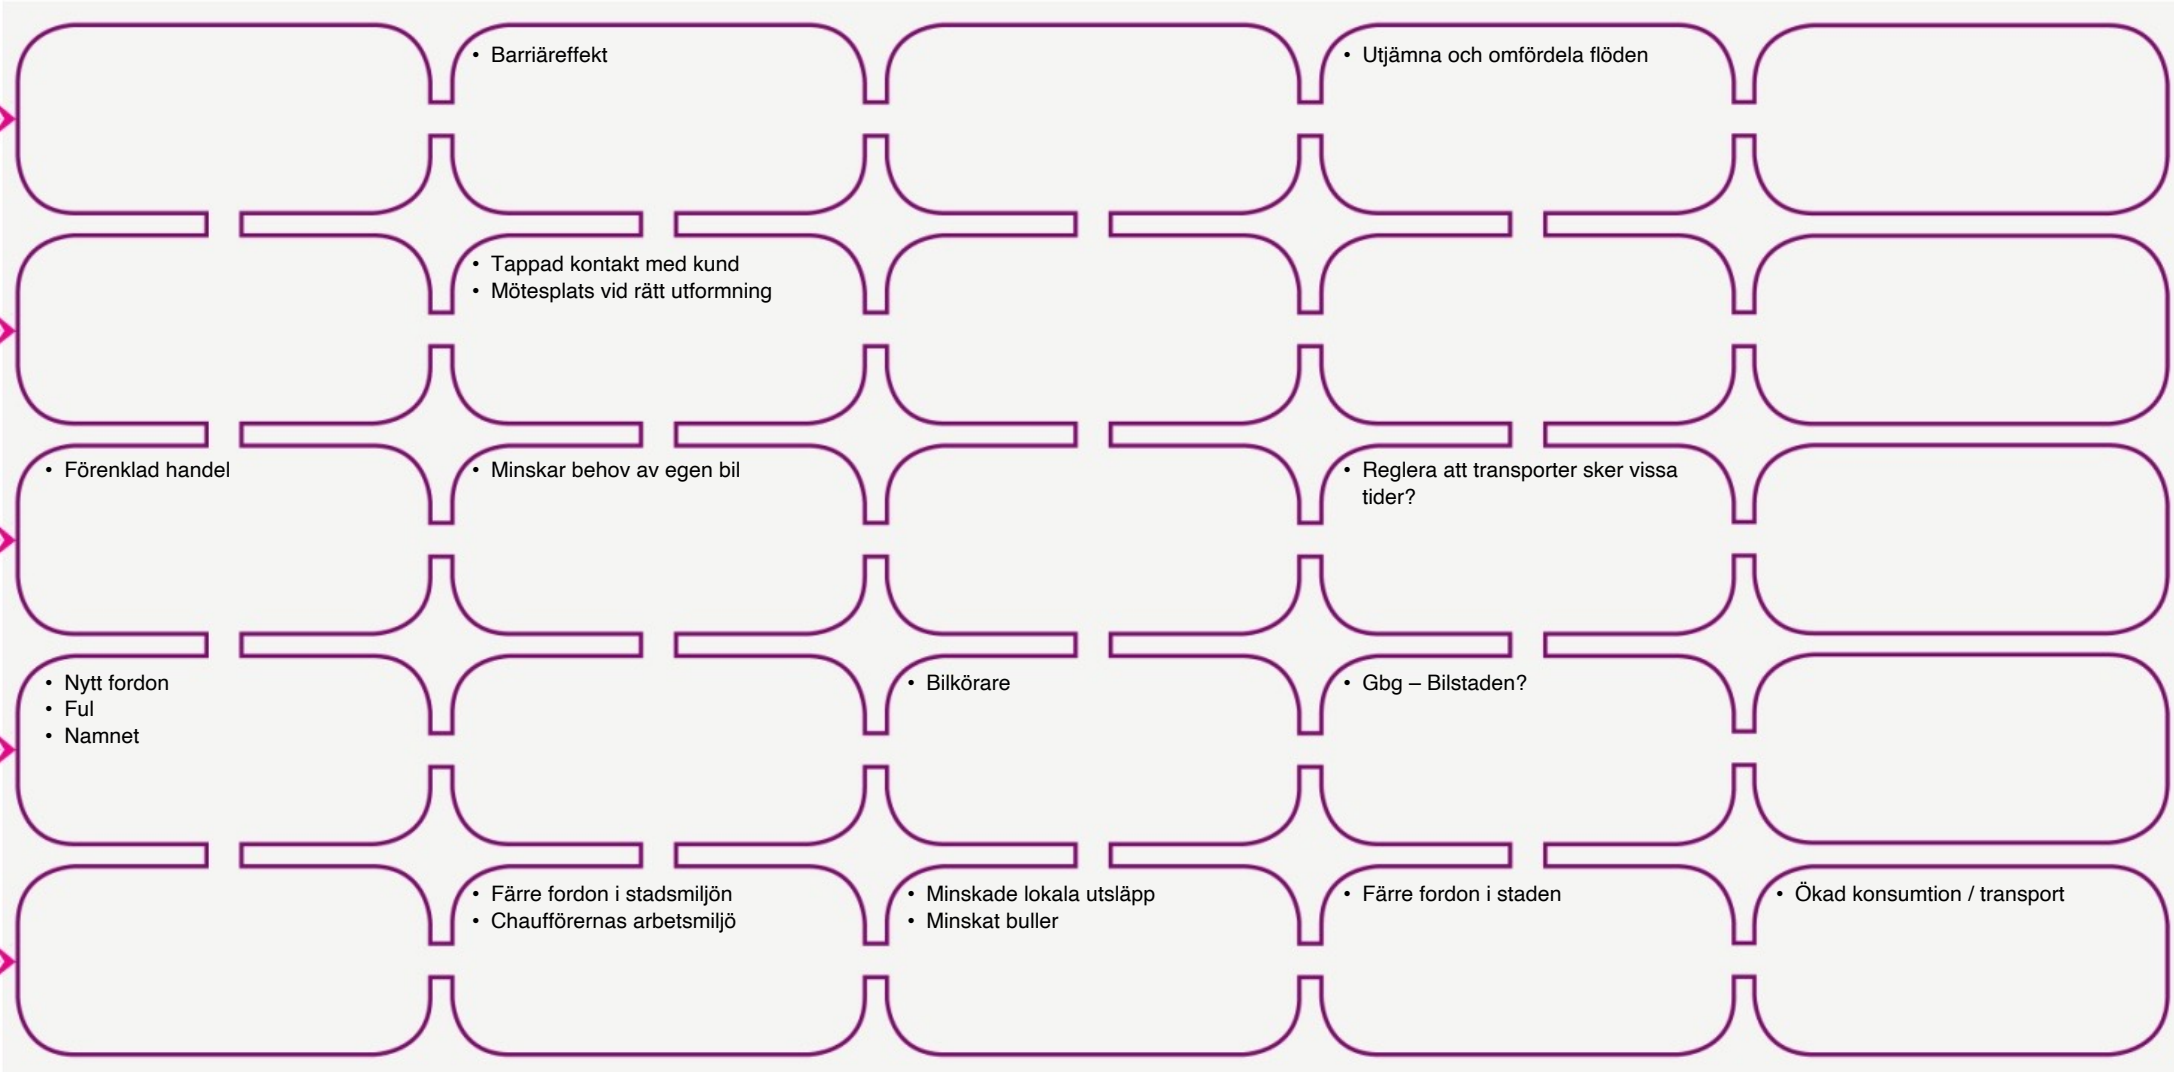 • Barriäreffekt
• Utjämna och omfördela flöden
• Tappad kontakt med kund
• Mötesplats vid rätt utformning
• Förenklad handel
• Minskar behov av egen bil
• Reglera att transporter sker vissa
tider?
• Nytt fordon
• Ful
• Namnet
• Bilkörare
• Gbg – Bilstaden?
• Färre fordon i stadsmiljön
• Chaufförernas arbetsmiljö
• Minskade lokala utsläpp
• Minskat buller
• Färre fordon i staden
• Ökad konsumtion / transport